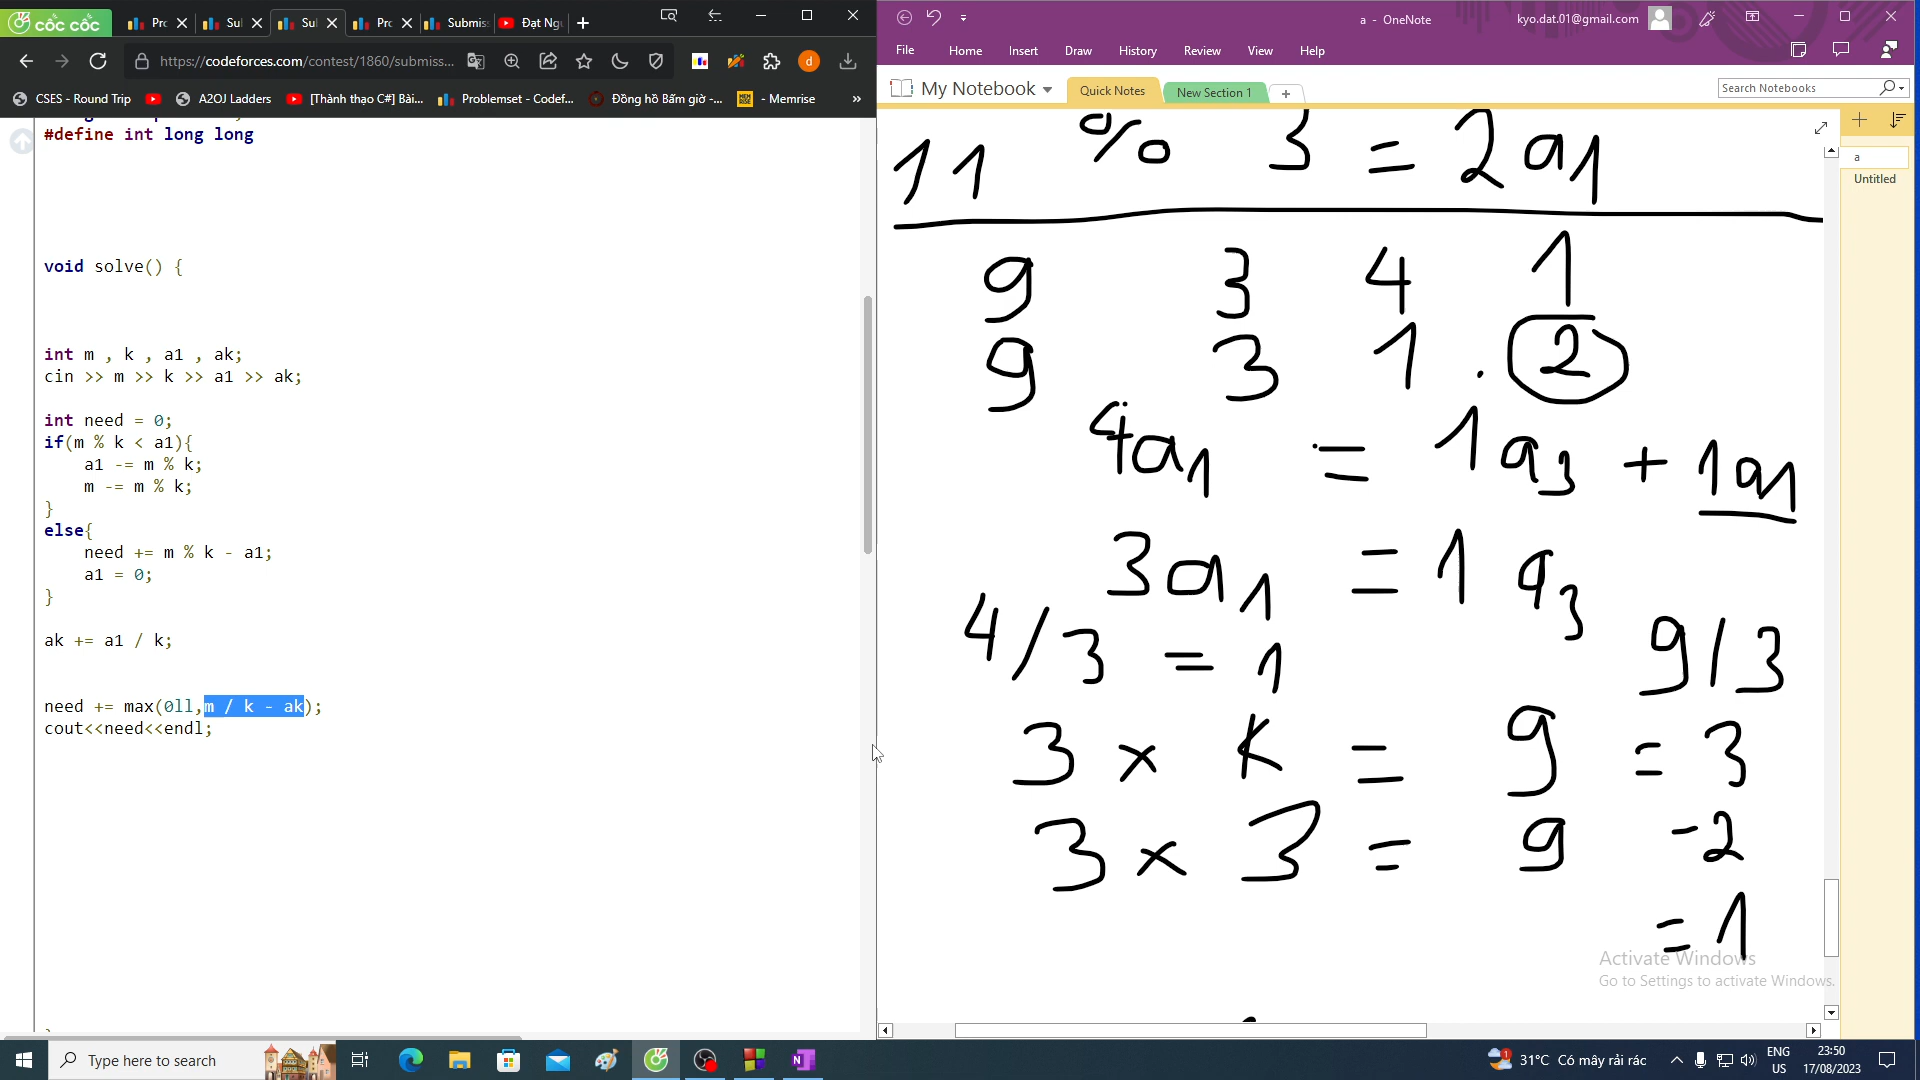 cốc cốc
Pro
Sul
Sul
Pro
Submiss
Đạt Ngu
https://codeforces.com/contest/1860/submiss...
d
CSES - Round Trip
A2OJ Ladders
[Thành thạo C#] Bài...
Problemset - Codef...
Đồng hồ Bấm giờ -...
- Memrise
»
#define int long long
void solve() {
int m , k , a1 , ak;
cin >> m >> k >> a1 >> ak;
int need = 0;
if(m % k < a1){
a1 -= m % k;
m -= m % k;
}
else{
need += m % k - a1;
a1 = 0;
}
ak += a1 / k;
need += max(0ll,m / k - ak);
cout<<need<<endl;
a - OneNote
kyo.dat.01@gmail.com
File Home Insert Draw History Review View Help
My Notebook
Quick Notes
New Section 1
Search Notebooks
a
Untitled
11 % 3 = 2a1
9 3 4 1
9 3 1 . 2
4a1 = 1a3 + 1a1
3a1 = 1 a3
4/3 = 1 9/3
3 x k = 9 = 3
3 x 3 = 9 -2
= 1
Activate Windows
Go to Settings to activate Windows.
Type here to search
1
31°C Có mây rải rác
ENG
US
23:50
17/08/2023